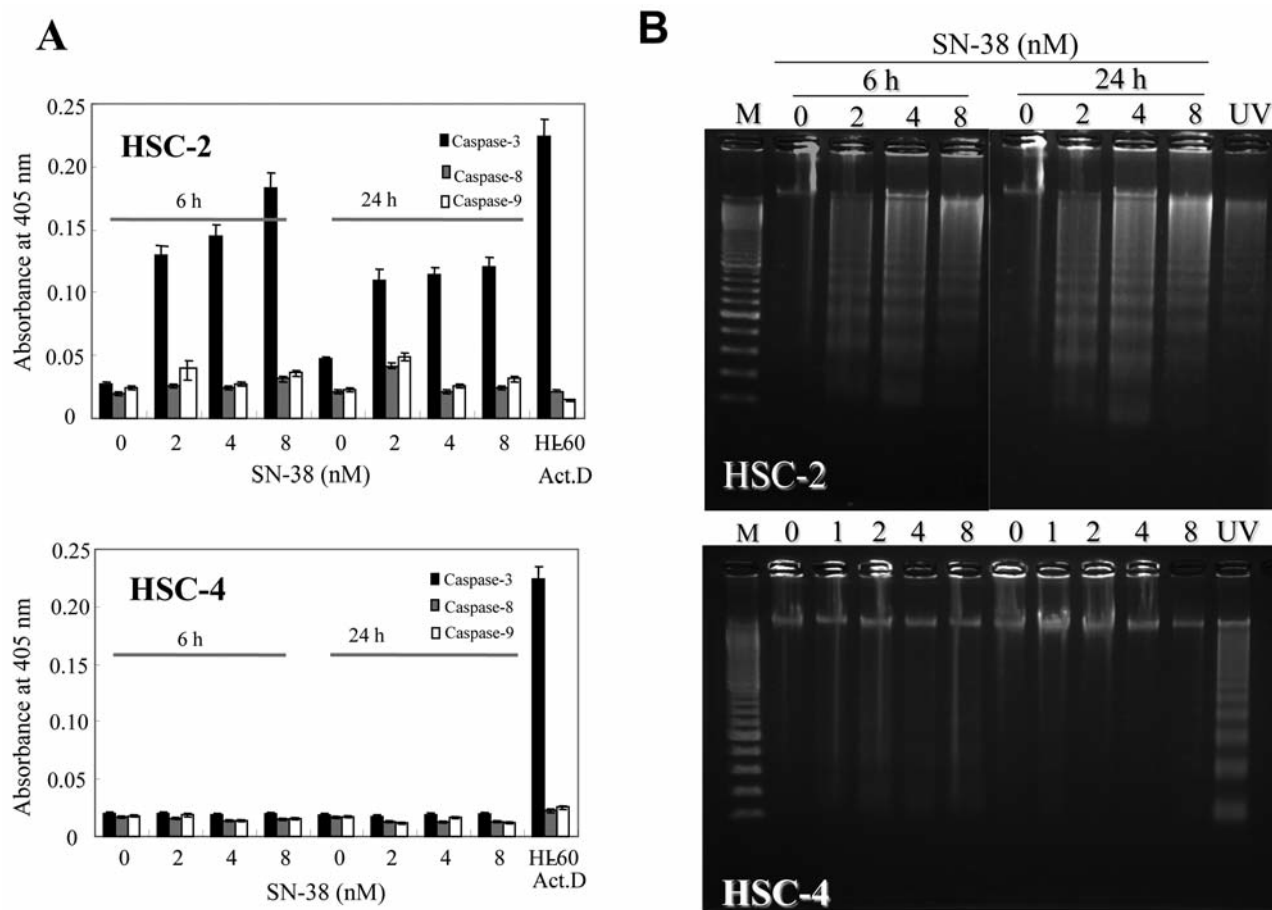 A
0.25
HSC-2
Caspase-3
Caspase-8
Caspase-9
0.20
6 h
24 h
0.15
0.10
0.05
0
Absorbance at 405 nm
0 2 4 8 0 2 4 8 HL-60
SN-38 (nM) Act.D
0.25
HSC-4
Caspase-3
Caspase-8
Caspase-9
0.20
6 h
24 h
0.15
0.10
0.05
0
Absorbance at 405 nm
0 2 4 8 0 2 4 8 HL-60
SN-38 (nM) Act.D
B
SN-38 (nM)
6 h 24 h
M 0 2 4 8 0 2 4 8 UV
HSC-2
M 0 1 2 4 8 0 1 2 4 8 UV
HSC-4